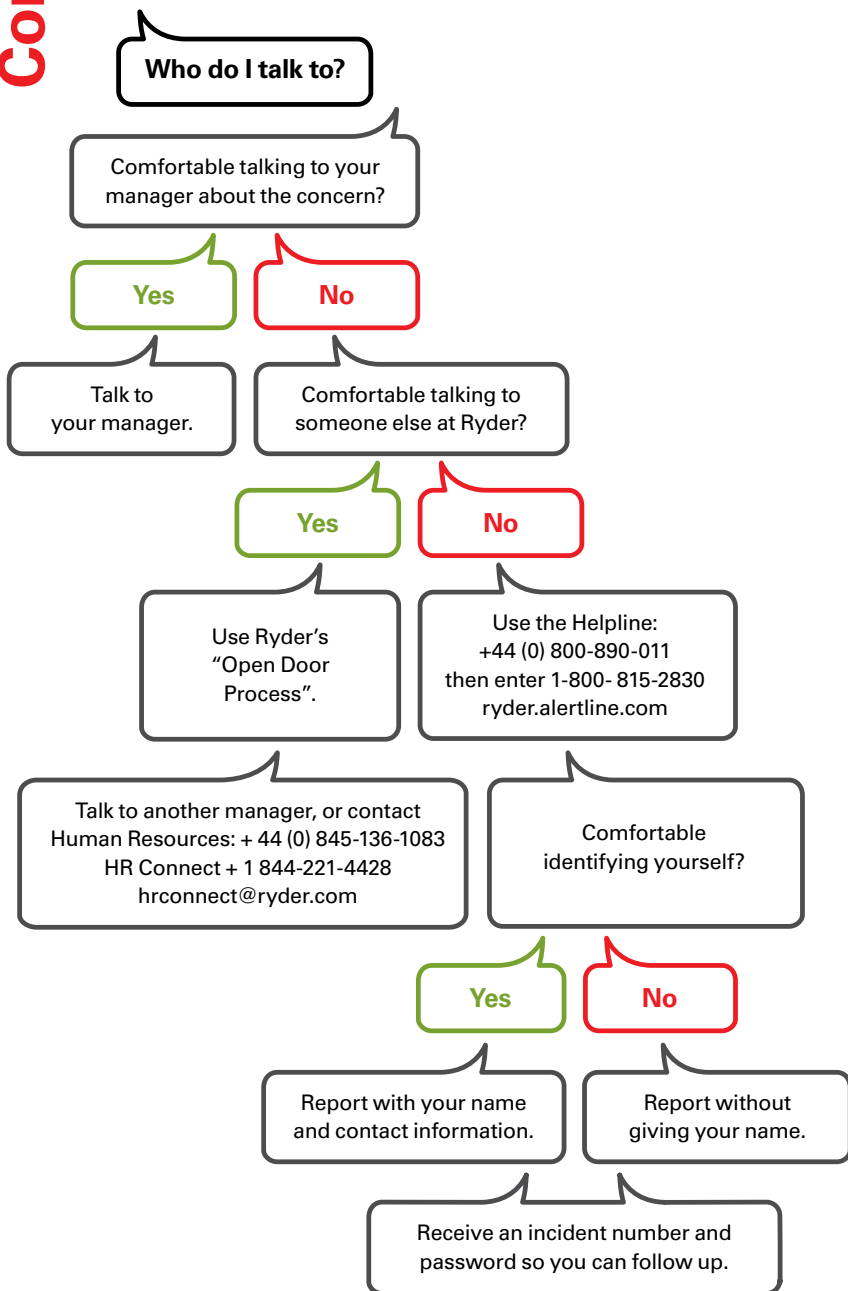 Who do I talk to?
Comfortable talking to your
manager about the concern?
Yes
No
Talk to
your manager.
Comfortable talking to
someone else at Ryder?
Yes
No
Use Ryder’s
“Open Door
Process”.
Use the Helpline:
+44 (0) 800-890-011
then enter 1-800- 815-2830
ryder.alertline.com
Talk to another manager, or contact
Human Resources: + 44 (0) 845-136-1083
HR Connect + 1 844-221-4428
hrconnect@ryder.com
Comfortable
identifying yourself?
Yes
No
Report with your name
and contact information.
Report without
giving your name.
Receive an incident number and
password so you can follow up.